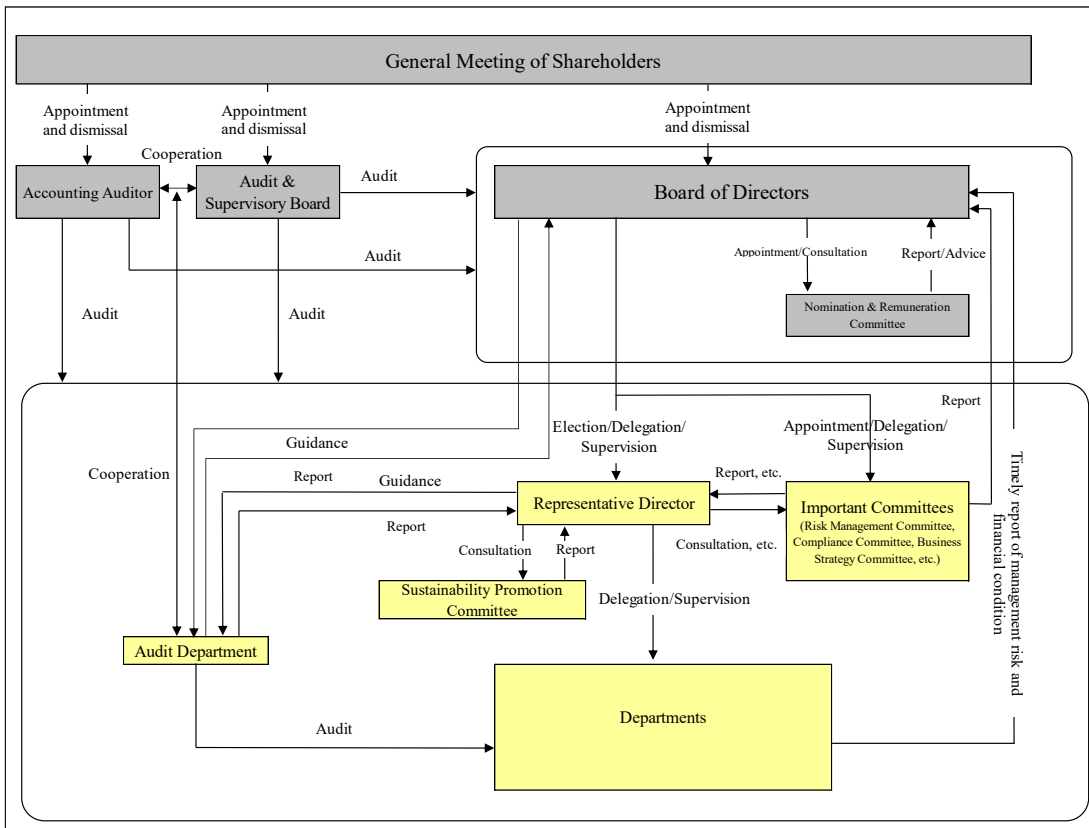 General Meeting of Shareholders
Appointment
and dismissal
Appointment
and dismissal
Appointment
and dismissal
Cooperation
Accounting Auditor
Audit &
Supervisory Board
Audit
Board of Directors
Audit
Appointment/Consultation
Report/Advice
Nomination & Remuneration
Committee
Audit
Audit
Report
Election/Delegation/
Supervision
Appointment/Delegation/
Supervision
Guidance
Cooperation
Report
Guidance
Report, etc.
Representative Director
Important Committees
(Risk Management Committee,
Compliance Committee, Business
Strategy Committee, etc.)
Report
Consultation
Report
Consultation, etc.
Timely report of management risk and
financial condition
Sustainability Promotion
Committee
Delegation/Supervision
Audit Department
Departments
Audit